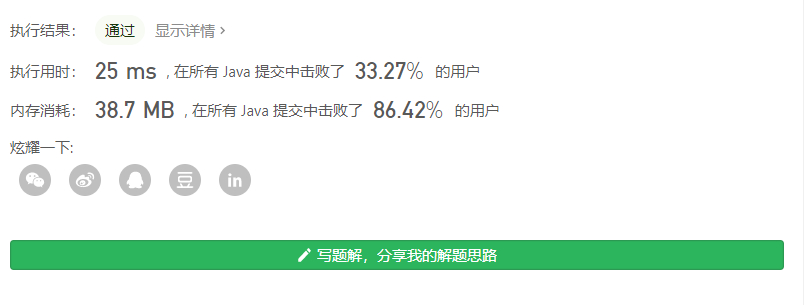 执行结果： 通过 显示详情 >
执行用时： 25 ms , 在所有 Java 提交中击败了 33.27% 的用户
内存消耗： 38.7 MB , 在所有 Java 提交中击败了 86.42% 的用户
炫耀一下:
豆 in
写题解，分享我的解题思路